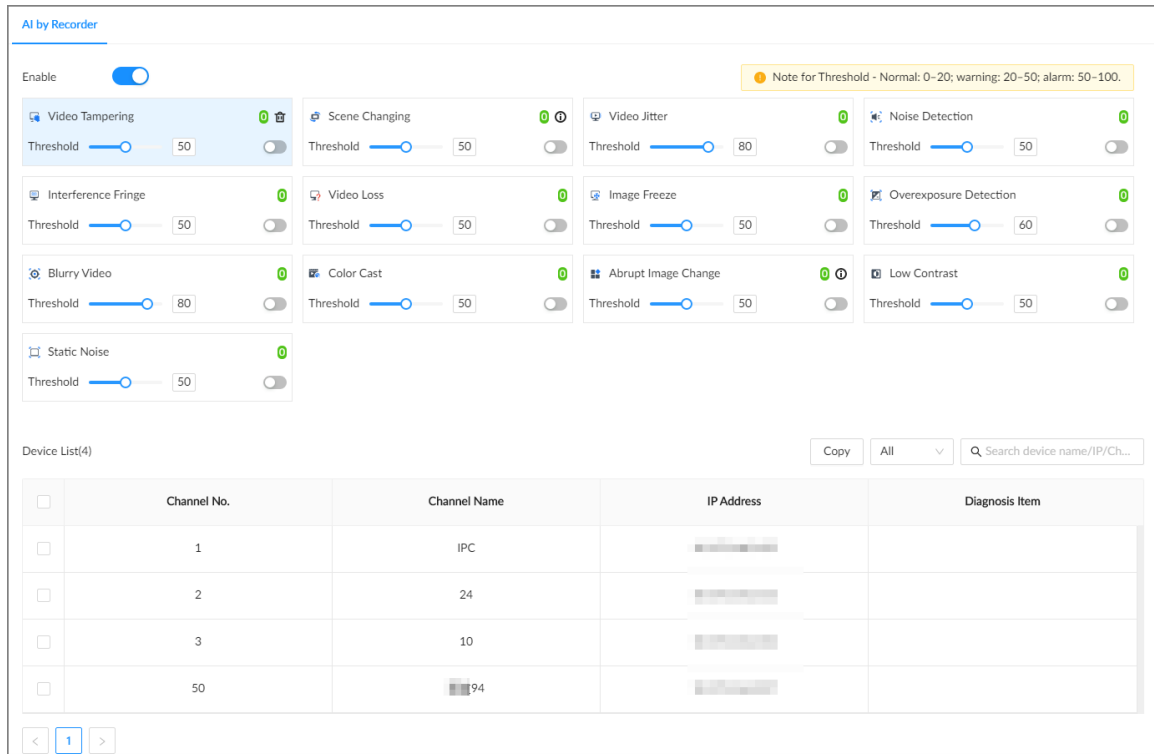 AI by Recorder
Enable
Note for Threshold - Normal: 0–20; warning: 20–50; alarm: 50–100.
Video Tampering 0
Threshold 50
Scene Changing 0
Threshold 50
Video Jitter 0
Threshold 80
Noise Detection 0
Threshold 50
Interference Fringe 0
Threshold 50
Video Loss 0
Threshold 50
Image Freeze 0
Threshold 50
Overexposure Detection 0
Threshold 60
Blurry Video 0
Threshold 80
Color Cast 0
Threshold 50
Abrupt Image Change 0
Threshold 50
Low Contrast 0
Threshold 50
Static Noise 0
Threshold 50
Device List(4)
Copy
All
Search device name/IP/Ch...
Channel No. Channel Name IP Address Diagnosis Item
1 IPC
2 24
3 10
50 94
< 1 >